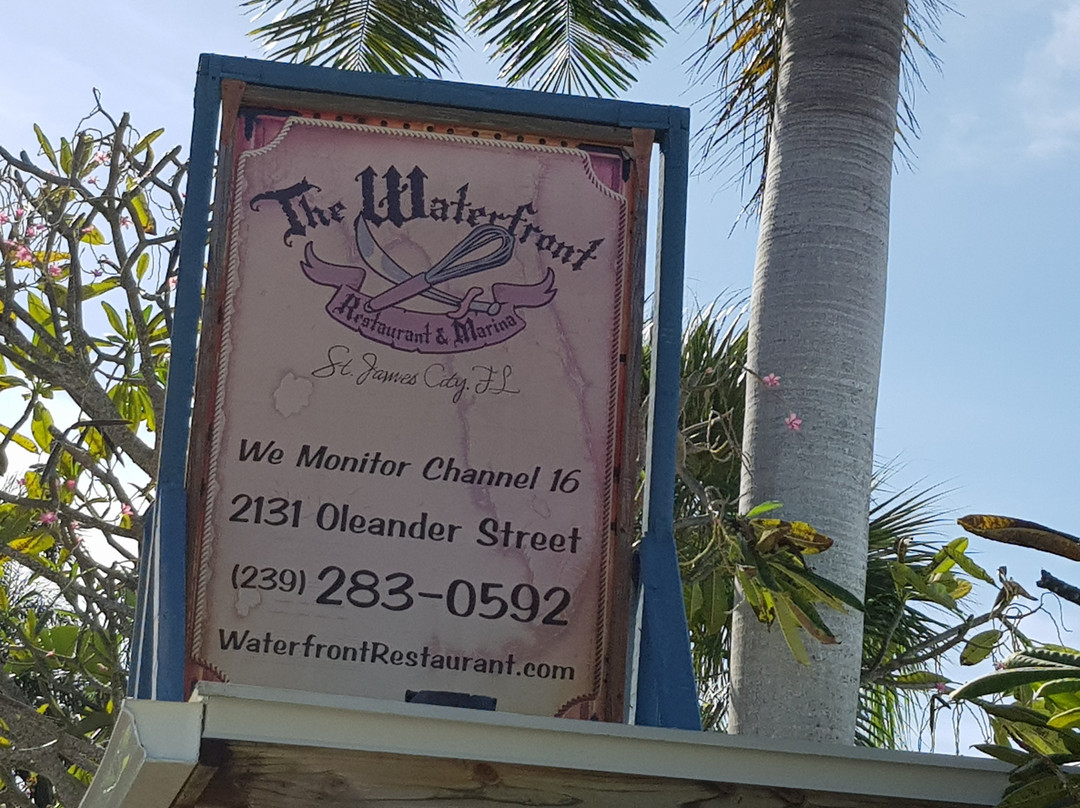 The Waterfront
Restaurant & Marina
St. James City, FL
We Monitor Channel 16
2131 Oleander Street
(239) 283-0592
WaterfrontRestaurant.com